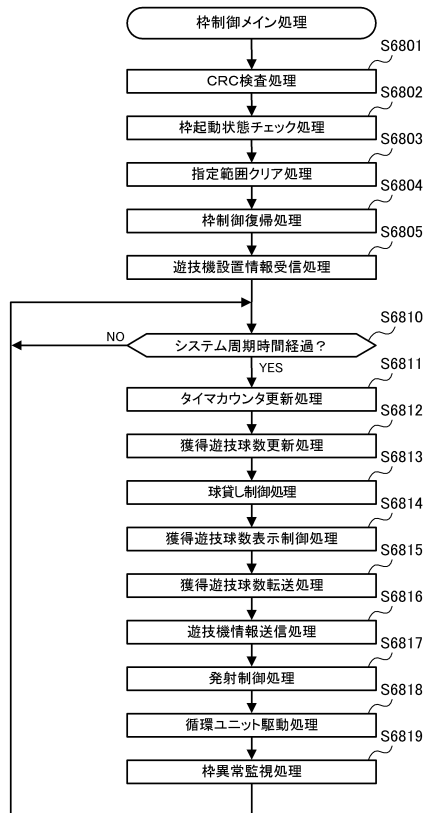 枠制御メイン処理
S6801
CRC検査処理
S6802
枠起動状態チェック処理
S6803
指定範囲クリア処理
S6804
枠制御復帰処理
S6805
遊技機設置情報受信処理
S6810
NO
システム周期時間経過？
YES
S6811
タイマカウンタ更新処理
S6812
獲得遊技球数更新処理
S6813
球貸し制御処理
S6814
獲得遊技球数表示制御処理
S6815
獲得遊技球数転送処理
S6816
遊技機情報送信処理
S6817
発射制御処理
S6818
循環ユニット駆動処理
S6819
枠異常監視処理